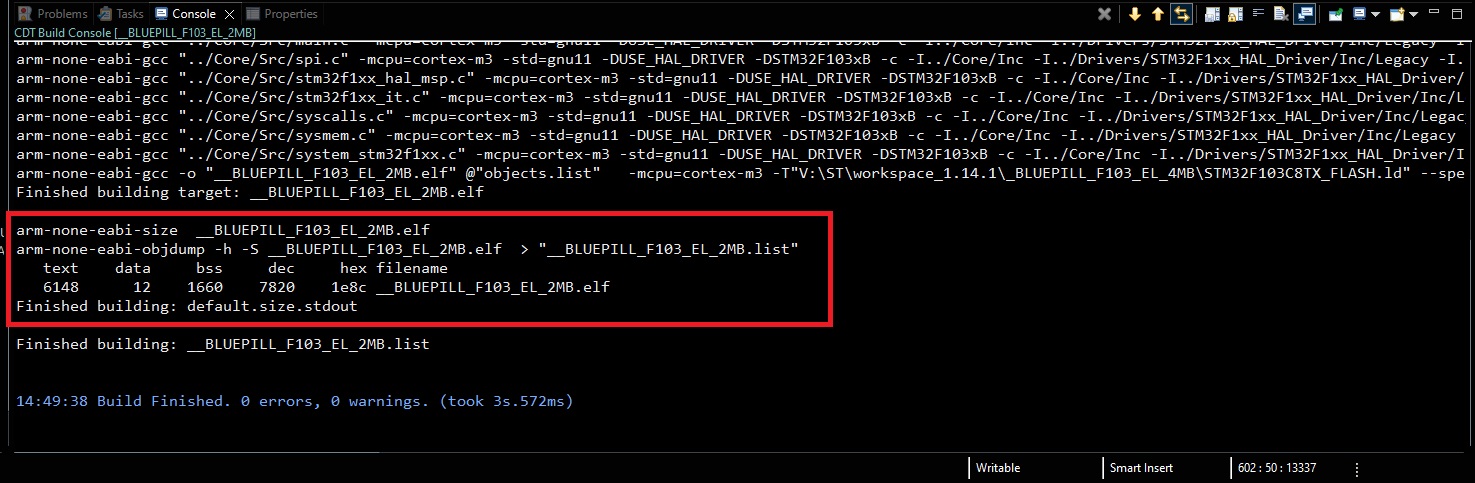 Problems Tasks Console Properties
CDT Build Console [__BLUEPILL_F103_EL_2MB]
arm-none-eabi-gcc "../Core/Src/main.c" -mcpu=cortex-m3 -std=gnu11 -DUSE_HAL_DRIVER -DSTM32F103xB -c -I../Core/Inc -I../Drivers/STM32F1xx_HAL_Driver/Inc/Legacy -I
arm-none-eabi-gcc "../Core/Src/spi.c" -mcpu=cortex-m3 -std=gnu11 -DUSE_HAL_DRIVER -DSTM32F103xB -c -I../Core/Inc -I../Drivers/STM32F1xx_HAL_Driver/Inc/Legacy -I.
arm-none-eabi-gcc "../Core/Src/stm32f1xx_hal_msp.c" -mcpu=cortex-m3 -std=gnu11 -DUSE_HAL_DRIVER -DSTM32F103xB -c -I../Core/Inc -I../Drivers/STM32F1xx_HAL_Driver/
arm-none-eabi-gcc "../Core/Src/stm32f1xx_it.c" -mcpu=cortex-m3 -std=gnu11 -DUSE_HAL_DRIVER -DSTM32F103xB -c -I../Core/Inc -I../Drivers/STM32F1xx_HAL_Driver/Inc/L
arm-none-eabi-gcc "../Core/Src/syscalls.c" -mcpu=cortex-m3 -std=gnu11 -DUSE_HAL_DRIVER -DSTM32F103xB -c -I../Core/Inc -I../Drivers/STM32F1xx_HAL_Driver/Inc/Legac
arm-none-eabi-gcc "../Core/Src/sysmem.c" -mcpu=cortex-m3 -std=gnu11 -DUSE_HAL_DRIVER -DSTM32F103xB -c -I../Core/Inc -I../Drivers/STM32F1xx_HAL_Driver/Inc/Legacy
arm-none-eabi-gcc "../Core/Src/system_stm32f1xx.c" -mcpu=cortex-m3 -std=gnu11 -DUSE_HAL_DRIVER -DSTM32F103xB -c -I../Core/Inc -I../Drivers/STM32F1xx_HAL_Driver/I
arm-none-eabi-gcc -o "__BLUEPILL_F103_EL_2MB.elf" @"objects.list" -mcpu=cortex-m3 -T"V:\ST\workspace_1.14.1\_BLUEPILL_F103_EL_4MB\STM32F103C8TX_FLASH.ld" --spe
Finished building target: __BLUEPILL_F103_EL_2MB.elf
arm-none-eabi-size __BLUEPILL_F103_EL_2MB.elf
arm-none-eabi-objdump -h -S __BLUEPILL_F103_EL_2MB.elf > "__BLUEPILL_F103_EL_2MB.list"
text data bss dec hex filename
6148 12 1660 7820 1e8c __BLUEPILL_F103_EL_2MB.elf
Finished building: default.size.stdout
Finished building: __BLUEPILL_F103_EL_2MB.list
14:49:38 Build Finished. 0 errors, 0 warnings. (took 3s.572ms)
Writable Smart Insert 602 : 50 : 13337